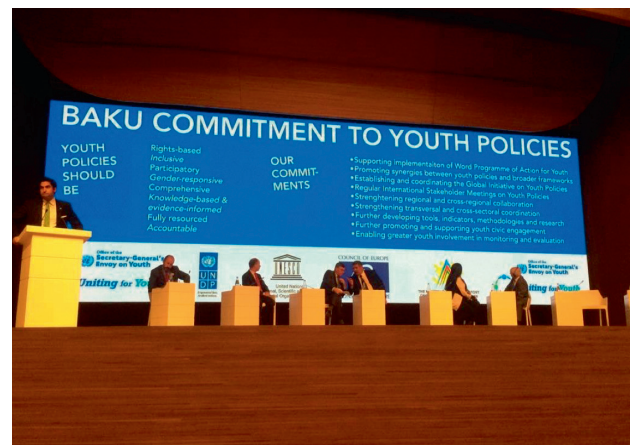 BAKU COMMITMENT TO YOUTH POLICIES
YOUTH
POLICIES
SHOULD
BE
Rights-based
Inclusive
Participatory
Gender-responsive
Comprehensive
Knowledge-based &
evidence-informed
Fully resourced
Accountable
OUR
COMMIT-
MENTS
•Supporting implementaiton of Word Programme of Action for Youth
•Promoting synergies between youth policies and broader frameworks
•Establishing and coordinating the Global Initiative on Youth Policies
•Regular International Stakeholder Meetings on Youth Policies
•Strengthening regional and cross-regional collaboration
•Strengthening transversal and cross-sectoral coordination
•Further developing tools, indicators, methodologies and research
•Further promoting and supporting youth civic engagement
•Enabling greater youth involvement in monitoring and evaluation
Office of the
Secretary-General's
Envoy on Youth
Uniting for You
U N
D P
UNESCO
United Nations
COUNCIL OF EUROPE
Office of the
Secretary-General's
Envoy on Youth
niting for Youth